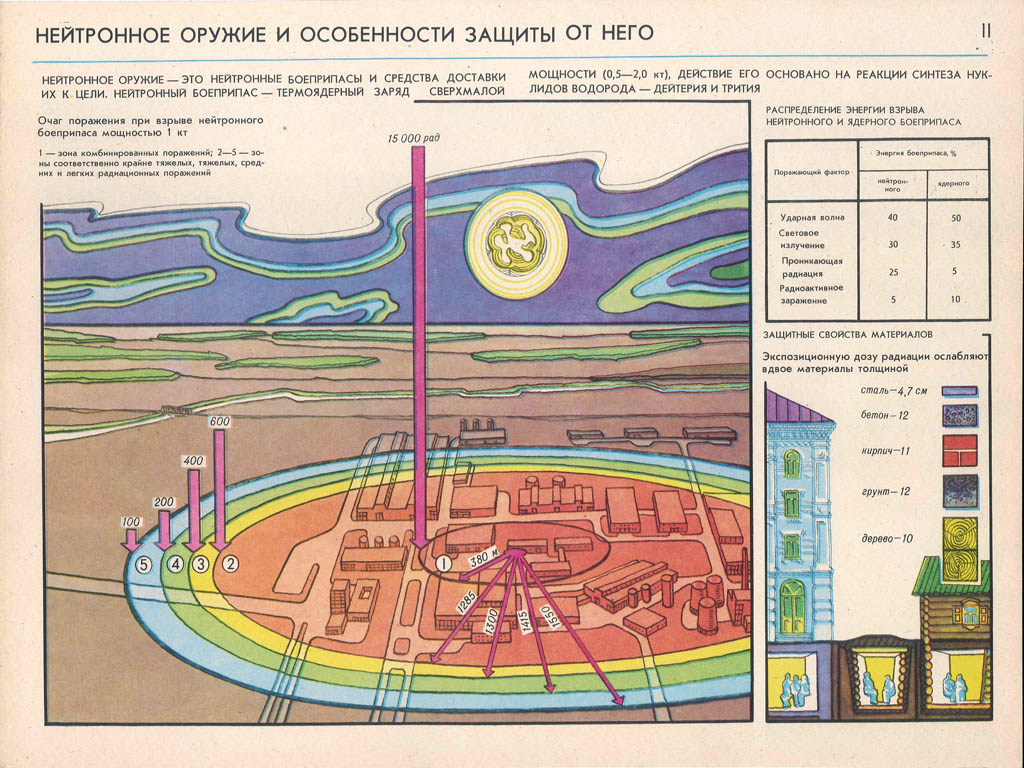 НЕЙТРОННОЕ ОРУЖИЕ И ОСОБЕННОСТИ ЗАЩИТЫ ОТ НЕГО
11
НЕЙТРОННОЕ ОРУЖИЕ — ЭТО НЕЙТРОННЫЕ БОЕПРИПАСЫ И СРЕДСТВА ДОСТАВКИ
ИХ К ЦЕЛИ. НЕЙТРОННЫЙ БОЕПРИПАС — ТЕРМОЯДЕРНЫЙ ЗАРЯД СВЕРХМАЛОЙ
МОЩНОСТИ (0,5—2,0 кт), ДЕЙСТВИЕ ЕГО ОСНОВАНО НА РЕАКЦИИ СИНТЕЗА НУК-
ЛИДОВ ВОДОРОДА — ДЕЙТЕРИЯ И ТРИТИЯ
Очаг поражения при взрыве нейтронного
боеприпаса мощностью 1 кт
1 — зона комбинированных поражений; 2—5 — зо-
ны соответственно крайне тяжелых, тяжелых, сред-
них и легких радиационных поражений
15 000 рад
600
400
200
100
5
4
3
2
1
380 м
1285
1300
1415
1550
РАСПРЕДЕЛЕНИЕ ЭНЕРГИИ ВЗРЫВА
НЕЙТРОННОГО И ЯДЕРНОГО БОЕПРИПАСА
Поражающий фактор
Энергия боеприпаса, %
нейтрон-
ного
ядерного
Ударная волна 40 50
Световое
излучение 30 35
Проникающая
радиация 25 5
Радиоактивное
заражение 5 10
ЗАЩИТНЫЕ СВОЙСТВА МАТЕРИАЛОВ
Экспозиционную дозу радиации ослабляют
вдвое материалы толщиной
сталь—4,7 см
бетон—12
кирпич—11
грунт—12
дерево—10